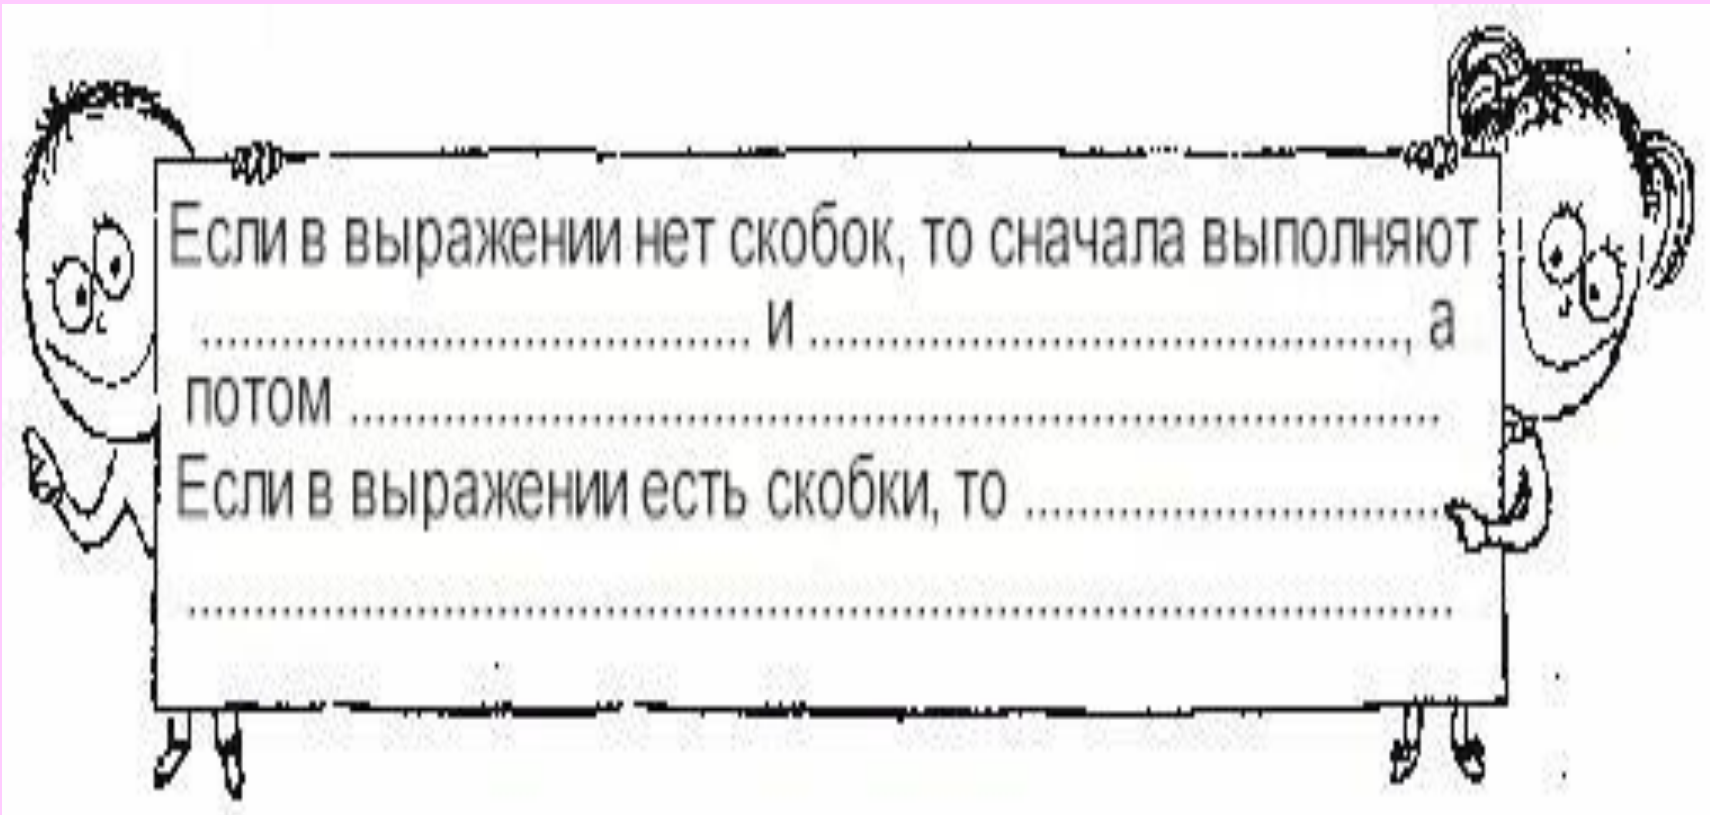 Если в выражении нет скобок, то сначала выполняют
.................................... и ......................................, а
потом ......................................................................
Если в выражении есть скобки, то ...........................
..................................................................................